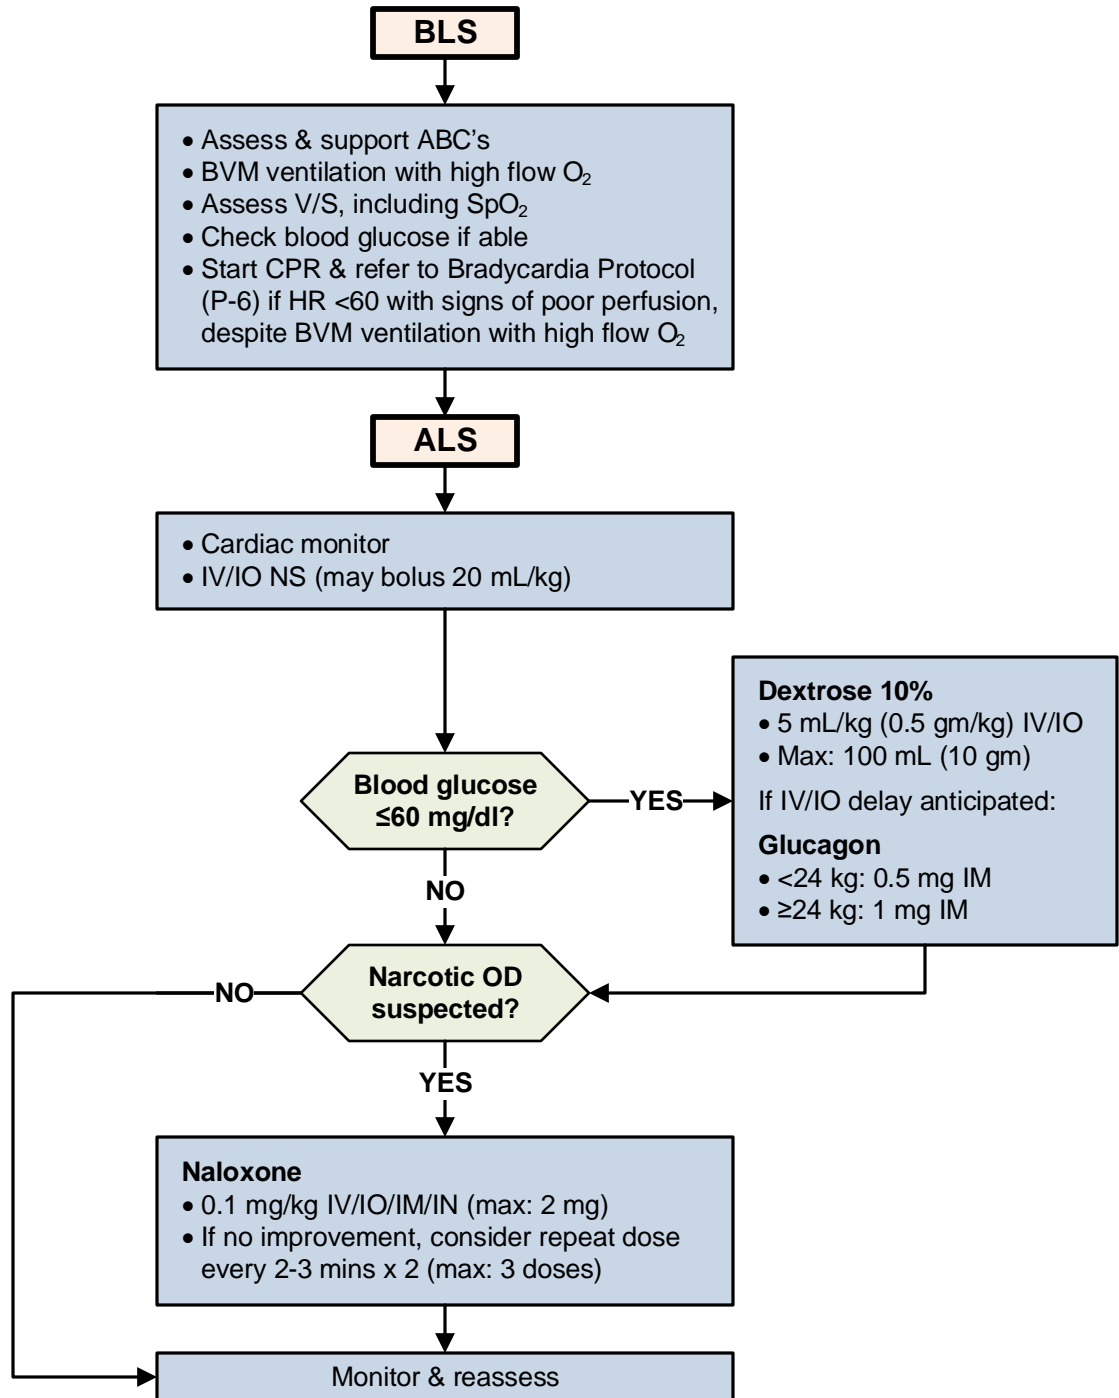 BLS
• Assess & support ABC’s
• BVM ventilation with high flow O₂
• Assess V/S, including SpO₂
• Check blood glucose if able
• Start CPR & refer to Bradycardia Protocol
(P-6) if HR <60 with signs of poor perfusion,
despite BVM ventilation with high flow O₂
ALS
• Cardiac monitor
• IV/IO NS (may bolus 20 mL/kg)
Blood glucose
≤60 mg/dl?
YES
Dextrose 10%
• 5 mL/kg (0.5 gm/kg) IV/IO
• Max: 100 mL (10 gm)
If IV/IO delay anticipated:
Glucagon
• <24 kg: 0.5 mg IM
• ≥24 kg: 1 mg IM
NO
Narcotic OD
suspected?
NO
YES
Naloxone
• 0.1 mg/kg IV/IO/IM/IN (max: 2 mg)
• If no improvement, consider repeat dose
every 2-3 mins x 2 (max: 3 doses)
Monitor & reassess